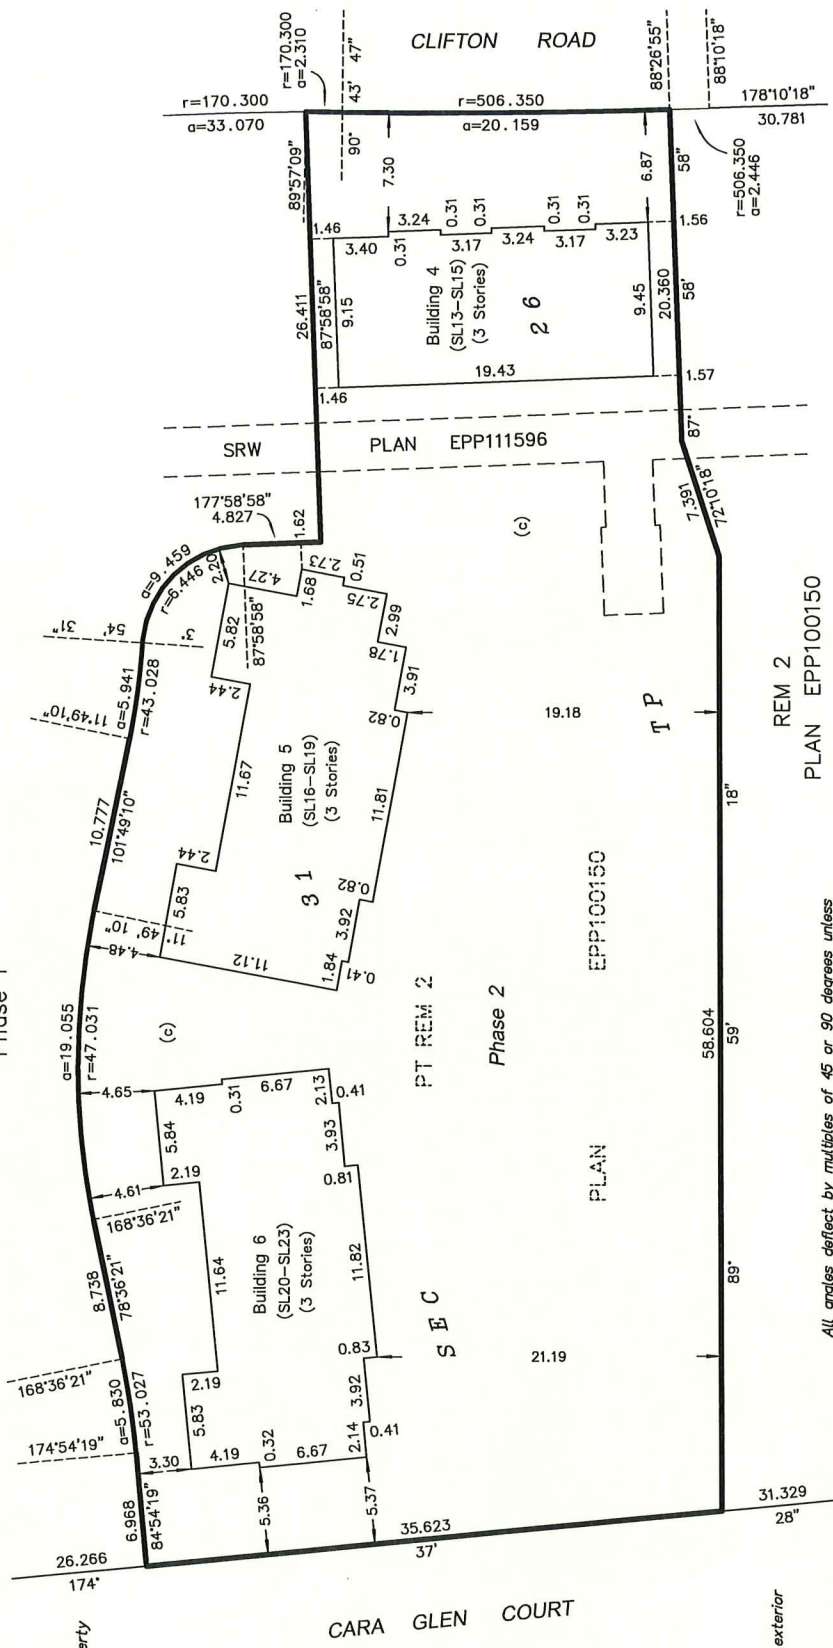 CLIFTON ROAD
r=170.300
a=2.310
90° 43' 47"
88°26'55"
88°10'18"
r=170.300
a=33.070
r=506.350
a=20.159
178°10'18"
30.781
r=506.350
a=2.446
89°57'09"
26.411
7.30
6.87
58"
1.46
3.40
0.31
3.24
0.31
3.17
0.31
3.24
0.31
3.17
0.31
3.23
1.56
87°58'58"
9.15
Building 4
(SL13-SL15)
(3 Stories)
26
9.45
20.360
58'
19.43
1.46
1.57
87°
SRW PLAN EPP111596
177°58'58"
4.827
1.62
(c)
7.391
72°10'18"
a=9.459
r=6.446
2.20
4.27
1.68
2.73
0.51
2.75
2.99
1.78
3.91
0.82
5.82
87°58'58"
2.44
3° 54' 31"
a=5.941
r=43.028
11°49'10"
11.67
Building 5
(SL16-SL19)
(3 Stories)
31
11.81
19.18
TP
REM 2
PLAN EPP100150
10.777
101°49'10"
2.44
5.83
0.82
3.92
1.84
0.41
11.12
11° 49' 10"
4.48
18"
Phase 1
a=19.055
r=47.031
(c)
PT REM 2
Phase 2
PLAN EPP100150
58.604
59'
4.65
4.19
0.31
6.67
2.13
0.41
5.84
3.93
2.19
0.81
4.61
168°36'21"
8.738
78°36'21"
11.64
Building 6
(SL20-SL23)
(3 Stories)
11.82
SEC
89°
168°36'21"
a=5.830
r=53.027
174°54'19"
2.19
5.83
0.83
3.92
0.41
21.19
3.30
4.19
0.32
6.67
2.14
5.36
5.37
6.968
84°54'19"
26.266
174°
35.623
37'
31.329
28"
CARA GLEN COURT
All angles deflect by multiples of 45 or 90 degrees unless
exterior